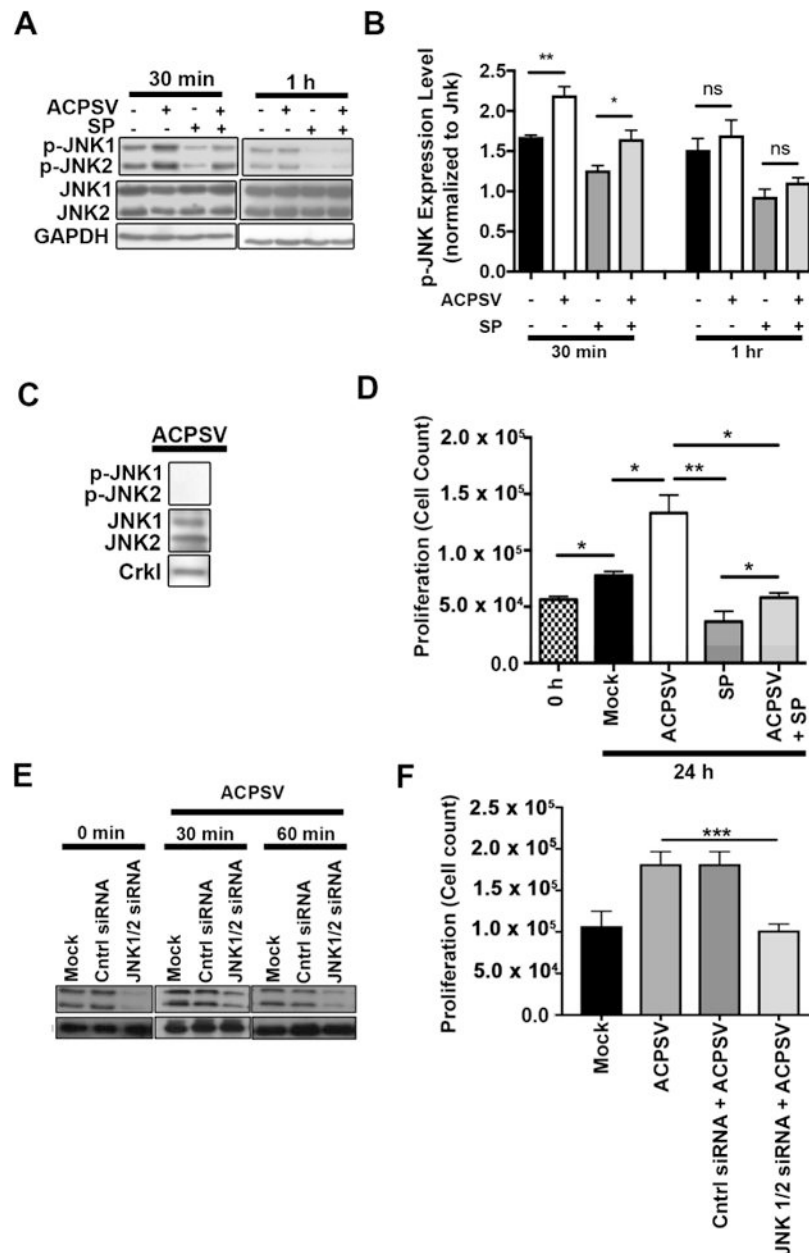 A
30 min 1 h
ACPSV - + - + - + - +
SP - - + + - - + +
p-JNK1
p-JNK2
JNK1
JNK2
GAPDH
B
p-JNK Expression Level
(normalized to Jnk)
2.5
2.0
1.5
1.0
0.5
0.0
** * ns ns
ACPSV - + - + - + - +
SP - - + + - - + +
30 min 1 hr
C
ACPSV
p-JNK1
p-JNK2
JNK1
JNK2
Crkl
D
Proliferation (Cell Count)
2.0 x 10⁵
1.5 x 10⁵
1.0 x 10⁵
5.0 x 10⁴
0.0
* * ** * *
0 h
Mock
ACPSV
SP
ACPSV
+ SP
24 h
E
ACPSV
0 min 30 min 60 min
Mock Cntrl siRNA JNK1/2 siRNA Mock Cntrl siRNA JNK1/2 siRNA Mock Cntrl siRNA JNK1/2 siRNA
F
Proliferation (Cell count)
2.5 x 10⁵
2.0 x 10⁵
1.5 x 10⁵
1.0 x 10⁵
5.0 x 10⁴
0.0
***
Mock
ACPSV
Cntrl siRNA + ACPSV
JNK 1/2 siRNA + ACPSV